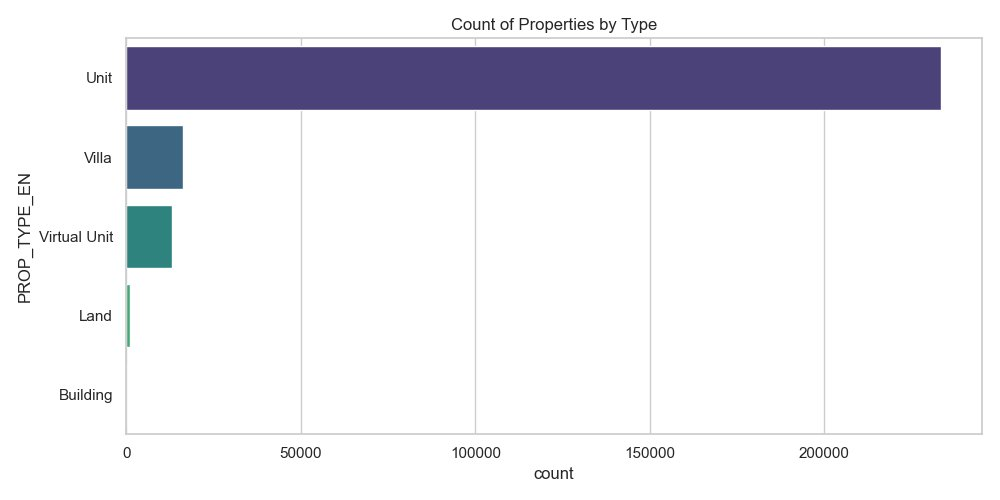 Count of Properties by Type
PROP_TYPE_EN
Unit
Villa
Virtual Unit
Land
Building
0 50000 100000 150000 200000
count